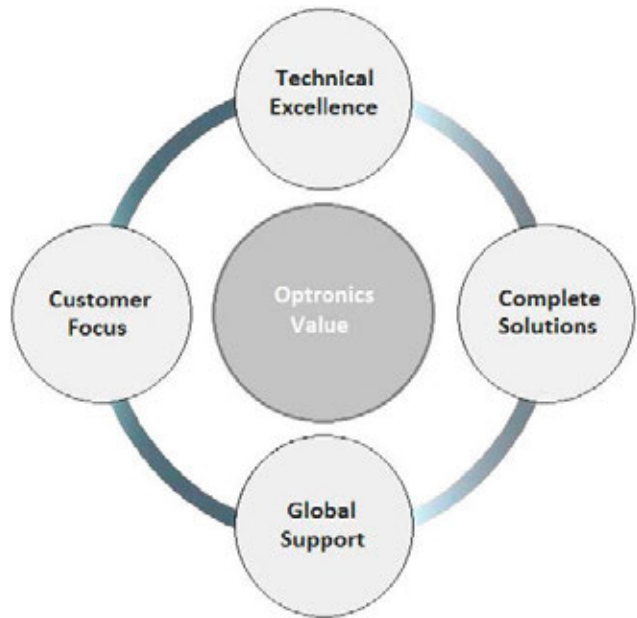 Technical
Excellence
Customer
Focus
Optronics
Value
Complete
Solutions
Global
Support